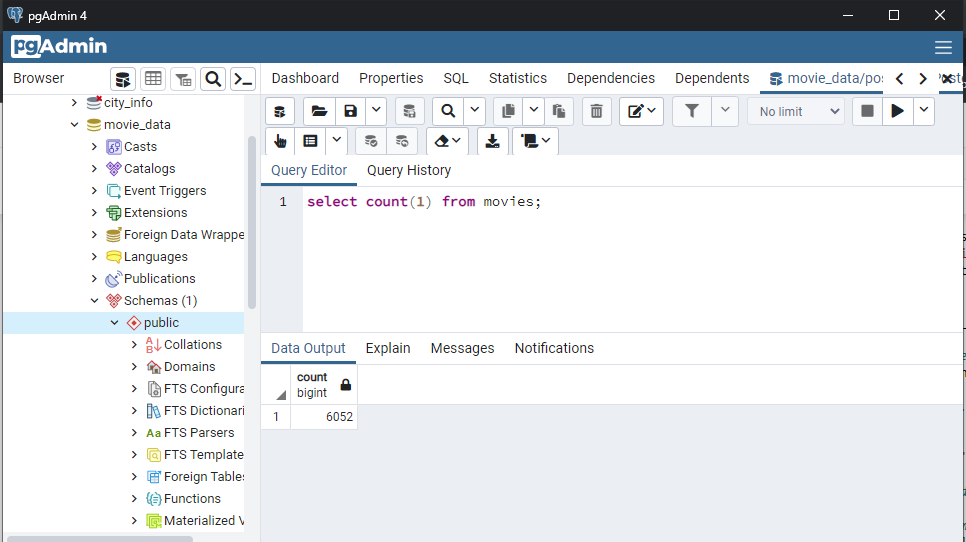 pgAdmin 4
pgAdmin
Browser
Dashboard Properties SQL Statistics Dependencies Dependents movie_data/pos
city_info
movie_data
Casts
Catalogs
Event Triggers
Extensions
Foreign Data Wrappe
Languages
Publications
Schemas (1)
public
Collations
Domains
FTS Configura
FTS Dictionari
Aa FTS Parsers
FTS Template
Foreign Tables
Functions
Materialized V
No limit
Query Editor Query History
1 select count(1) from movies;
Data Output Explain Messages Notifications
count
bigint
1 6052